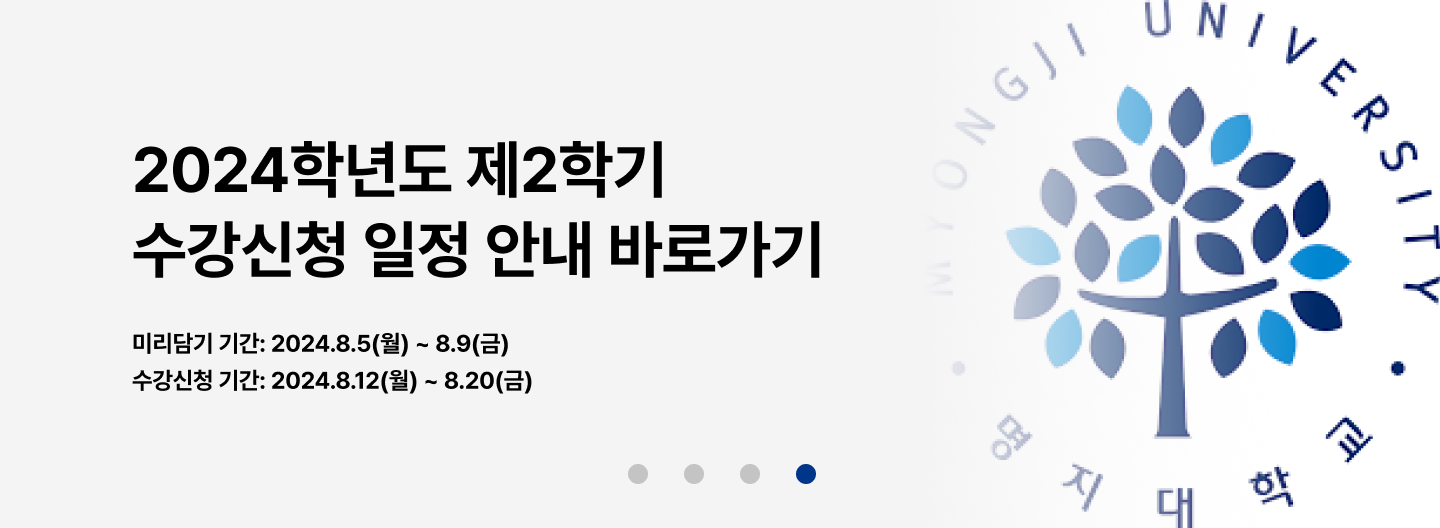 2024학년도 제2학기
수강신청 일정 안내 바로가기
미리담기 기간: 2024.8.5(월) ~ 8.9(금)
수강신청 기간: 2024.8.12(월) ~ 8.20(금)
MYONGJI UNIVERSITY
명지대학교